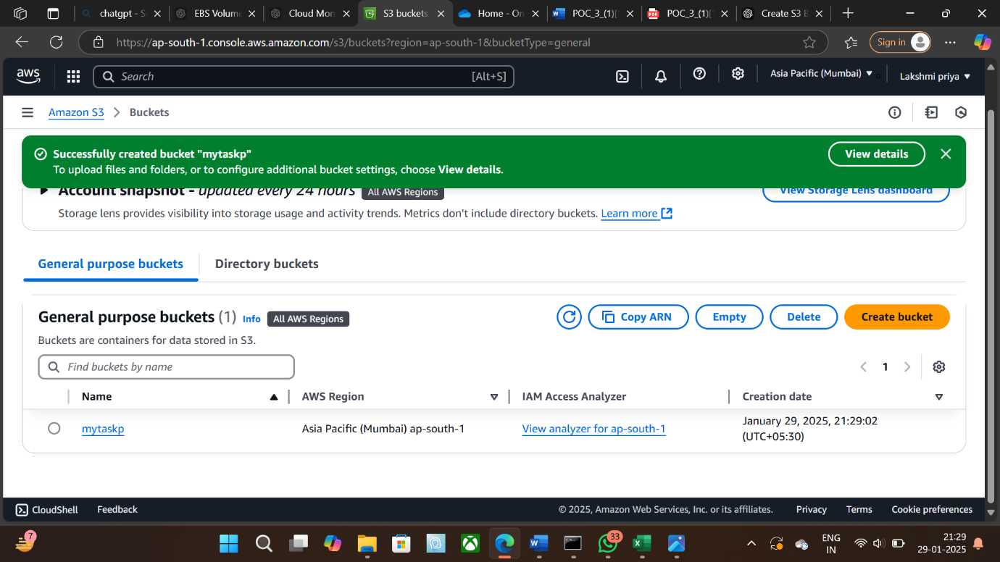 chatgpt - S
EBS Volum
Cloud Mon
S3 buckets
Home - On
POC_3_(1)[
POC_3_(1)[
Create S3 B
https://ap-south-1.console.aws.amazon.com/s3/buckets?region=ap-south-1&bucketType=general
Sign in
aws
Search
[Alt+S]
Asia Pacific (Mumbai)
Lakshmi priya
Amazon S3 > Buckets
Successfully created bucket "mytaskp"
To upload files and folders, or to configure additional bucket settings, choose View details.
View details
Account snapshot - updated every 24 hours
All AWS Regions
View Storage Lens dashboard
Storage lens provides visibility into storage usage and activity trends. Metrics don't include directory buckets. Learn more
General purpose buckets
Directory buckets
General purpose buckets (1) Info All AWS Regions
Copy ARN
Empty
Delete
Create bucket
Buckets are containers for data stored in S3.
Find buckets by name
1
Name
AWS Region
IAM Access Analyzer
Creation date
mytaskp
Asia Pacific (Mumbai) ap-south-1
View analyzer for ap-south-1
January 29, 2025, 21:29:02
(UTC+05:30)
CloudShell
Feedback
© 2025, Amazon Web Services, Inc. or its affiliates.
Privacy
Terms
Cookie preferences
7
33
ENG
IN
21:29
29-01-2025